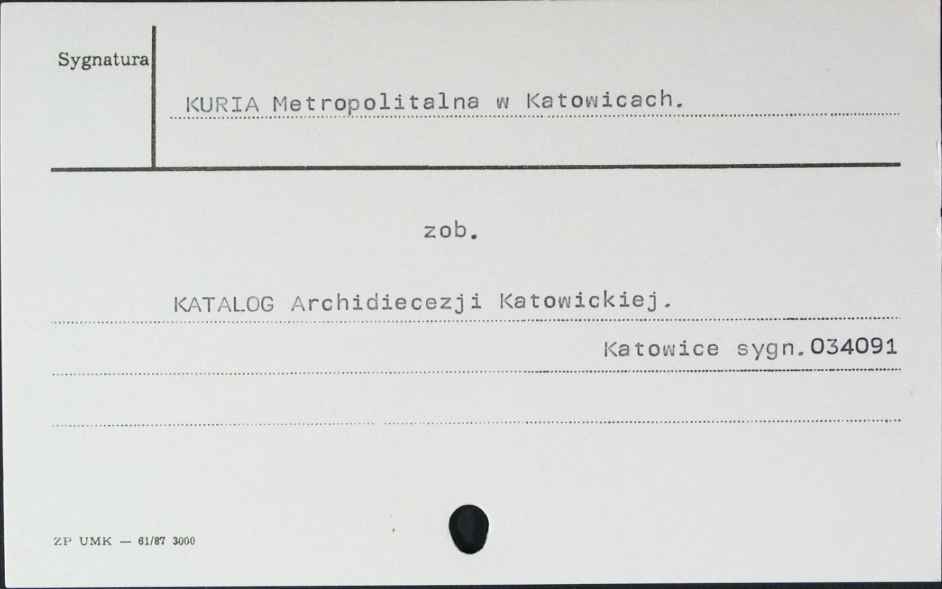 Sygnatura
KURIA Metropolitalna w Katowicach.
zob.
KATALOG Archidiecezji Katowickiej.
Katowice sygn.034091
ZP UMK — 61/87 3000